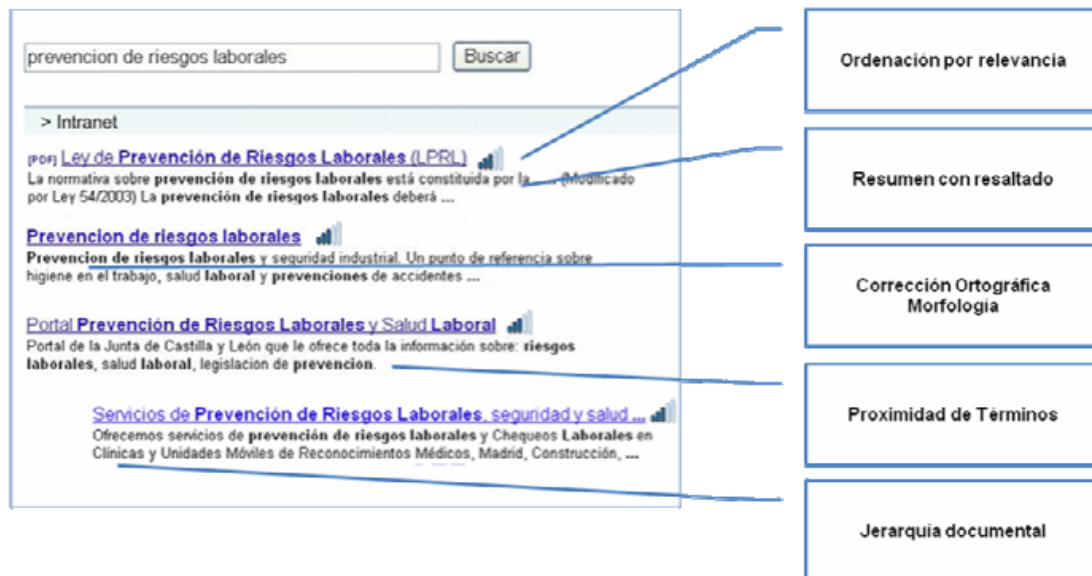 prevencion de riesgos laborales
Buscar
> Intranet
[PDF] Ley de Prevención de Riesgos Laborales (LPRL)
La normativa sobre prevención de riesgos laborales está constituida por la .... (Modificado
por Ley 54/2003) La prevención de riesgos laborales deberá ...
Prevencion de riesgos laborales
Prevencion de riesgos laborales y seguridad industrial. Un punto de referencia sobre
higiene en el trabajo, salud laboral y prevenciones de accidentes ...
Portal Prevención de Riesgos Laborales y Salud Laboral
Portal de la Junta de Castilla y León que le ofrece toda la información sobre: riesgos
laborales, salud laboral, legislacion de prevencion.
Servicios de Prevención de Riesgos Laborales, seguridad y salud ...
Ofrecemos servicios de prevención de riesgos laborales y Chequeos Laborales en
Clínicas y Unidades Móviles de Reconocimientos Médicos, Madrid, Construcción, ...
Ordenación por relevancia
Resumen con resaltado
Corrección Ortográfica
Morfología
Proximidad de Términos
Jerarquía documental